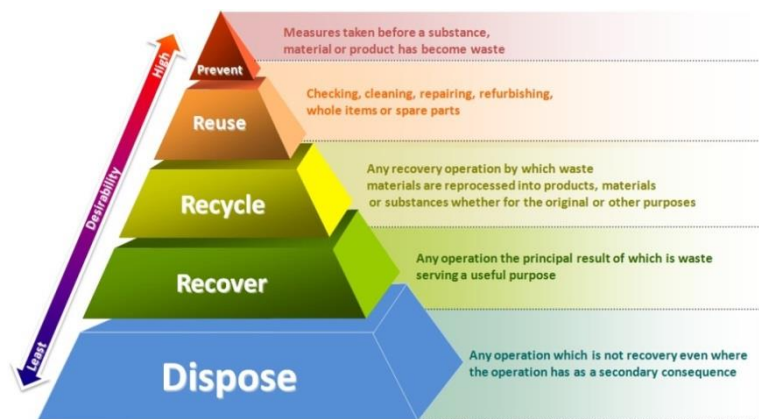 Measures taken before a substance,
material or product has become waste
Prevent
High
Checking, cleaning, repairing, refurbishing,
whole items or spare parts
Reuse
Desirability
Any recovery operation by which waste
materials are reprocessed into products, materials
or substances whether for the original or other purposes
Recycle
Any operation the principal result of which is waste
serving a useful purpose
Recover
Least
Any operation which is not recovery even where
the operation has as a secondary consequence
Dispose